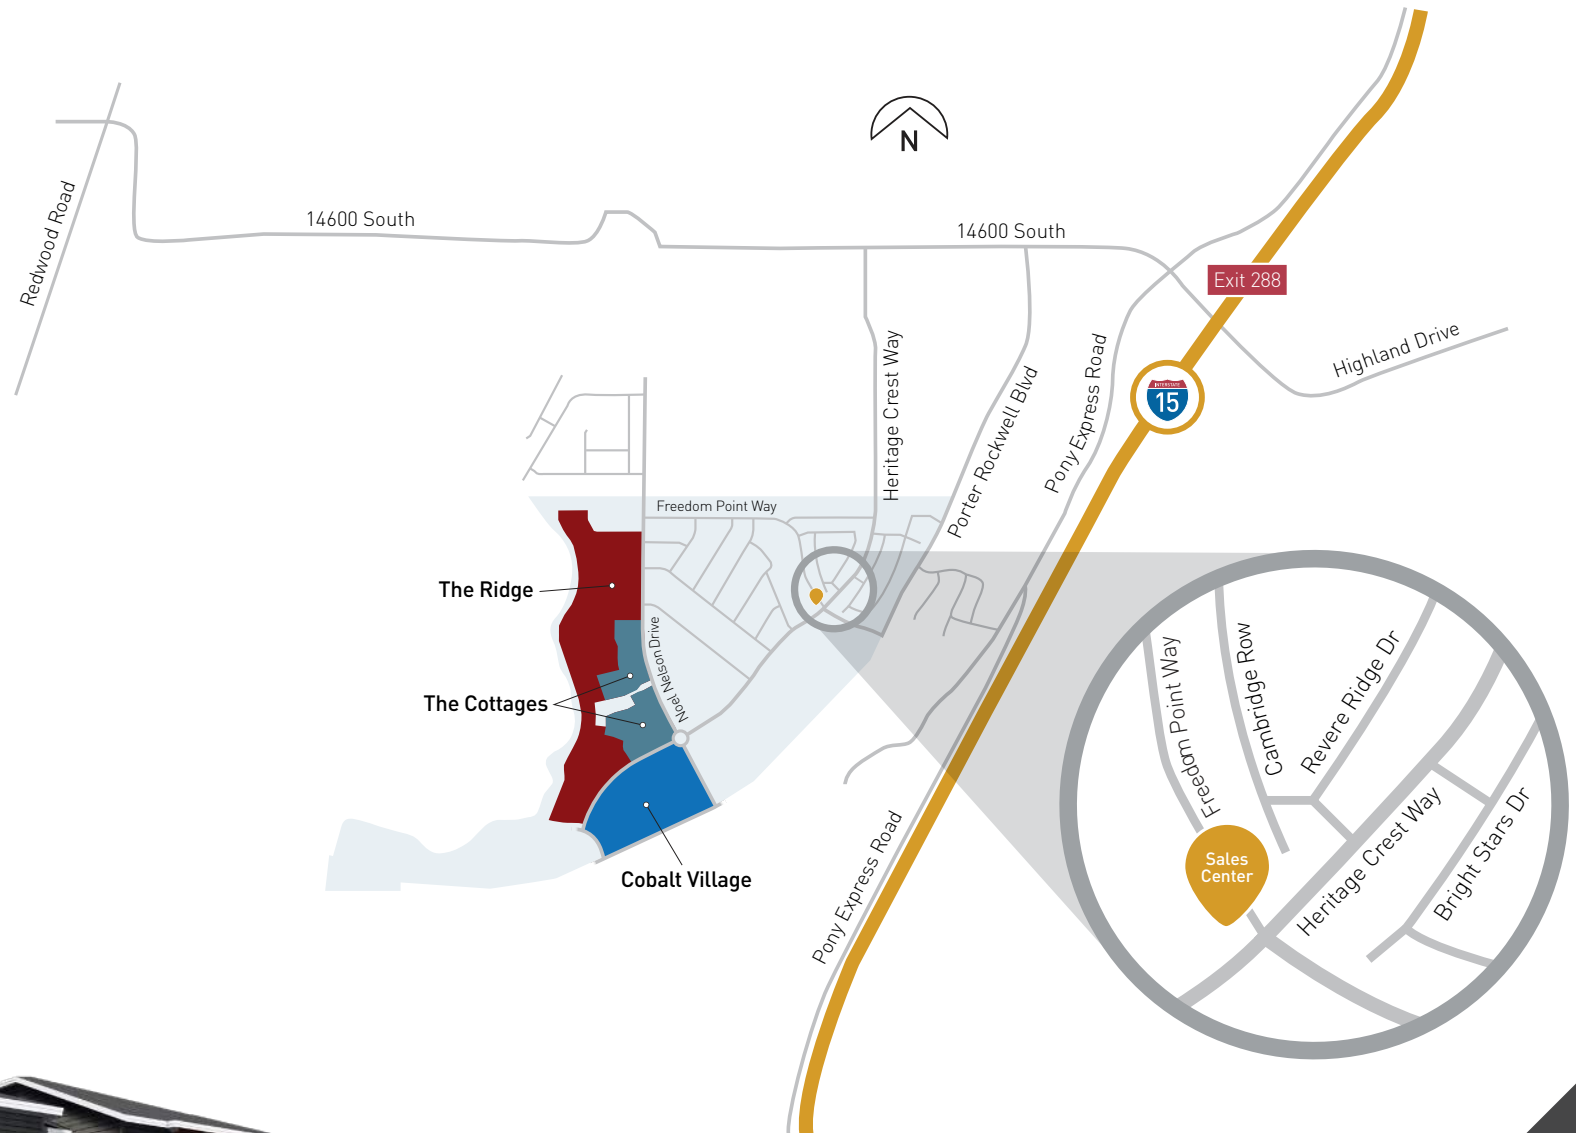 N
Redwood Road
14600 South
14600 South
Exit 288
Highland Drive
INTERSTATE
15
Heritage Crest Way
Porter Rockwell Blvd
Pony Express Road
Freedom Point Way
The Ridge
Noel Nelson Drive
The Cottages
Cobalt Village
Pony Express Road
Freedom Point Way
Cambridge Row
Revere Ridge Dr
Sales
Center
Heritage Crest Way
Bright Stars Dr